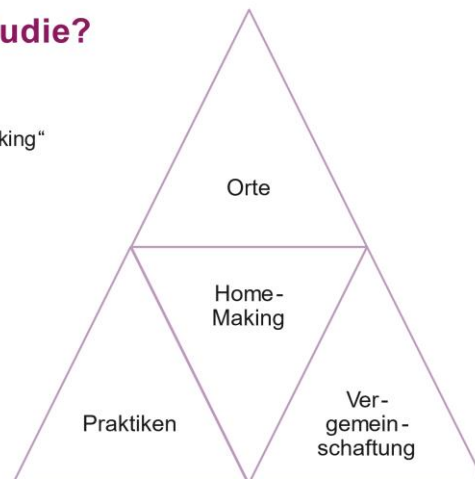 udie?
king“
Orte
Home-
Making
Praktiken
Ver-
gemein-
schaftung